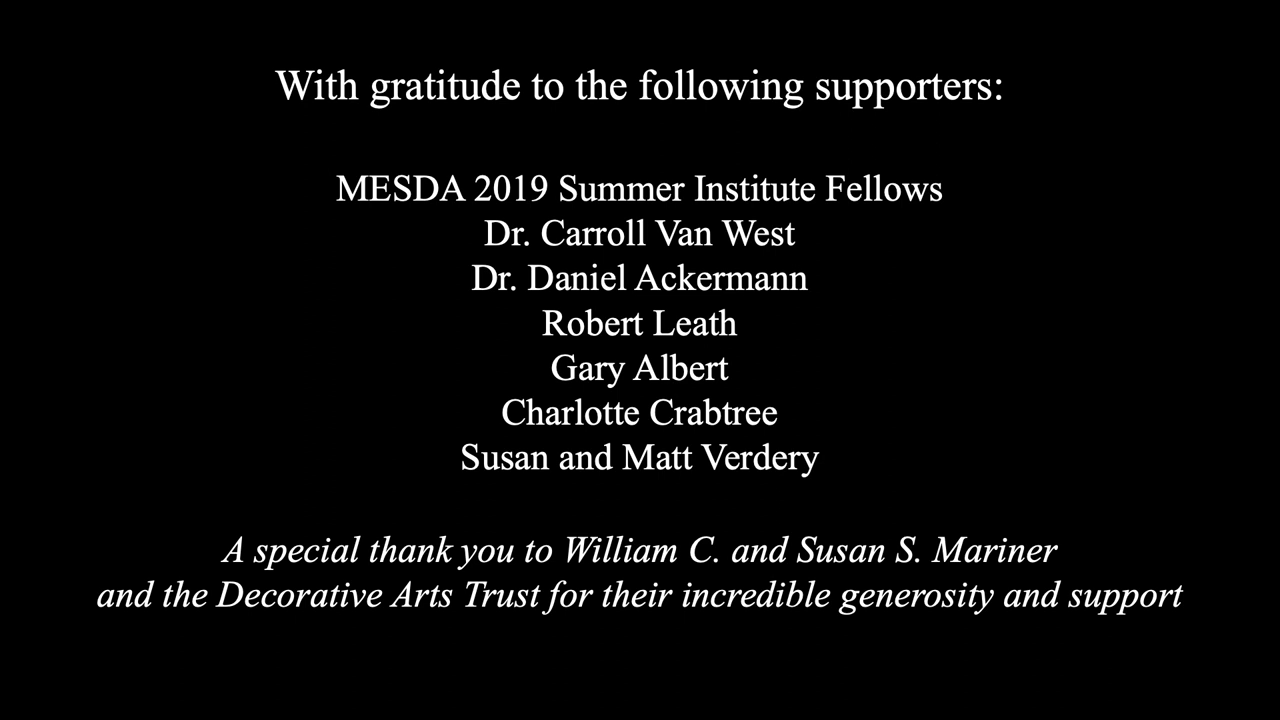 With gratitude to the following supporters:
MESDA 2019 Summer Institute Fellows
Dr. Carroll Van West
Dr. Daniel Ackermann
Robert Leath
Gary Albert
Charlotte Crabtree
Susan and Matt Verdery
A special thank you to William C. and Susan S. Mariner
and the Decorative Arts Trust for their incredible generosity and support